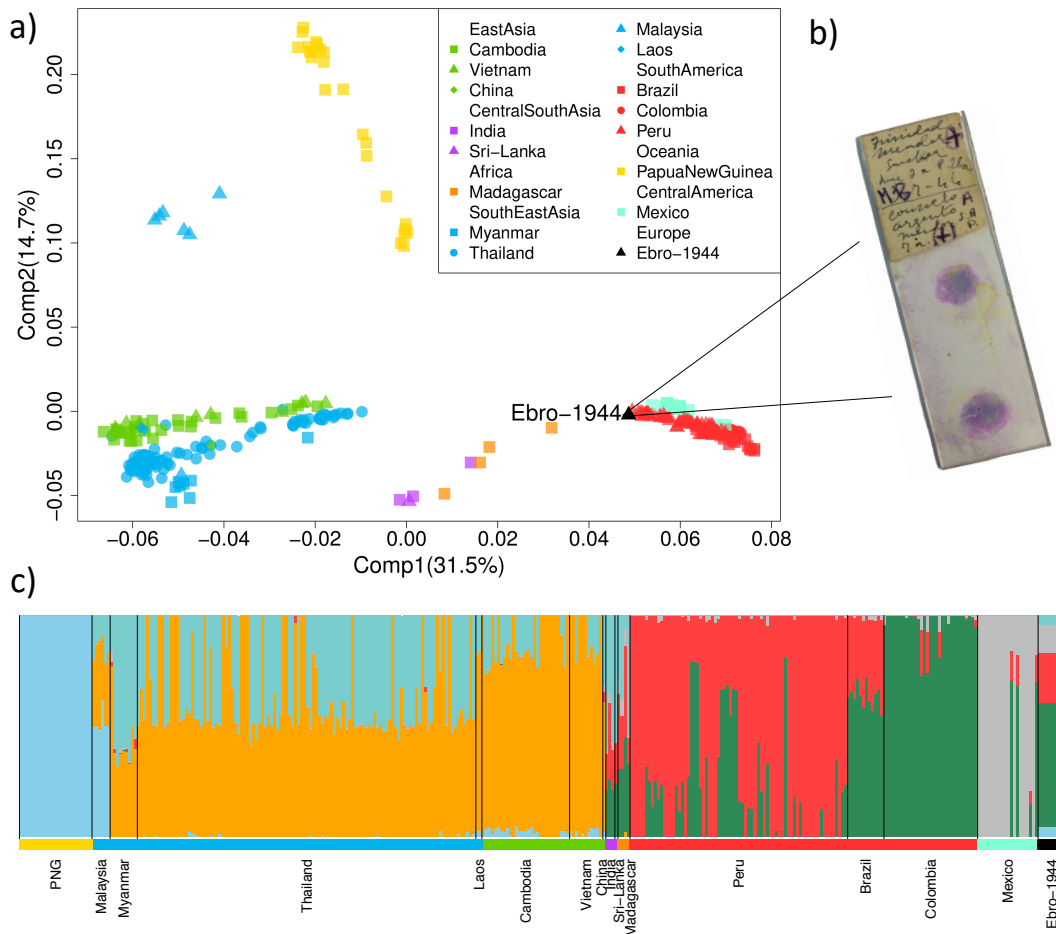 a)
b)
Comp2(14.7%)
0.20
0.15
0.10
0.05
0.00
−0.05
EastAsia
Cambodia
Vietnam
China
CentralSouthAsia
India
Sri−Lanka
Africa
Madagascar
SouthEastAsia
Myanmar
Thailand
Malaysia
Laos
SouthAmerica
Brazil
Colombia
Peru
Oceania
PapuaNewGuinea
CentralAmerica
Mexico
Europe
Ebro−1944
Ebro−1944
Trinidad
−0.06
−0.04
−0.02
0.00
0.02
0.04
0.06
0.08
Comp1(31.5%)
c)
PNG
Malaysia
Myanmar
Thailand
Laos
Cambodia
Vietnam
China
India
Sri−Lanka
Madagascar
Peru
Brazil
Colombia
Mexico
Ebro−1944